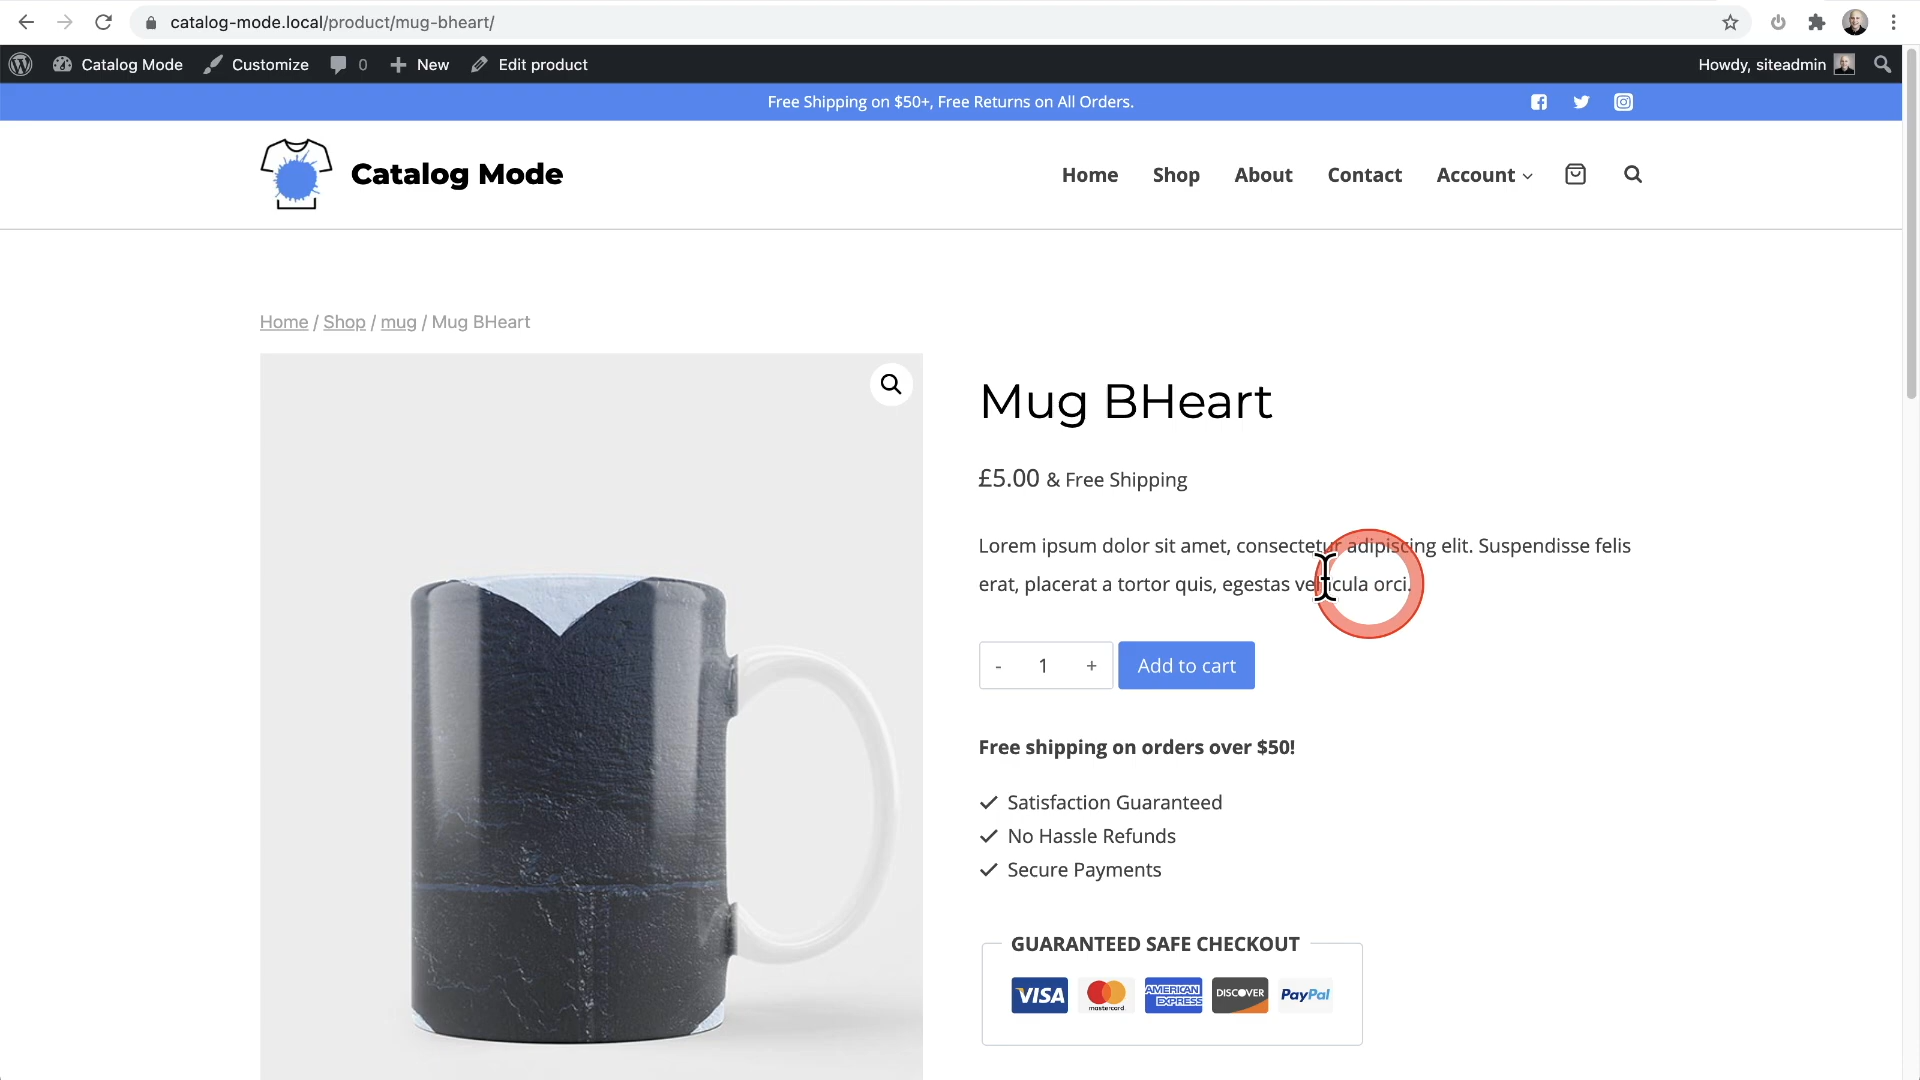 catalog-mode.local/product/mug-bheart/
Catalog Mode Customize 0 New Edit product Howdy, siteadmin
Free Shipping on $50+, Free Returns on All Orders.
Catalog Mode Home Shop About Contact Account
Home / Shop / mug / Mug BHeart
Mug BHeart
£5.00 & Free Shipping
Lorem ipsum dolor sit amet, consectetur adipiscing elit. Suspendisse felis
erat, placerat a tortor quis, egestas vehicula orci.
- 1 + Add to cart
Free shipping on orders over $50!
Satisfaction Guaranteed
No Hassle Refunds
Secure Payments
GUARANTEED SAFE CHECKOUT
VISA mastercard AMERICAN EXPRESS DISCOVER PayPal